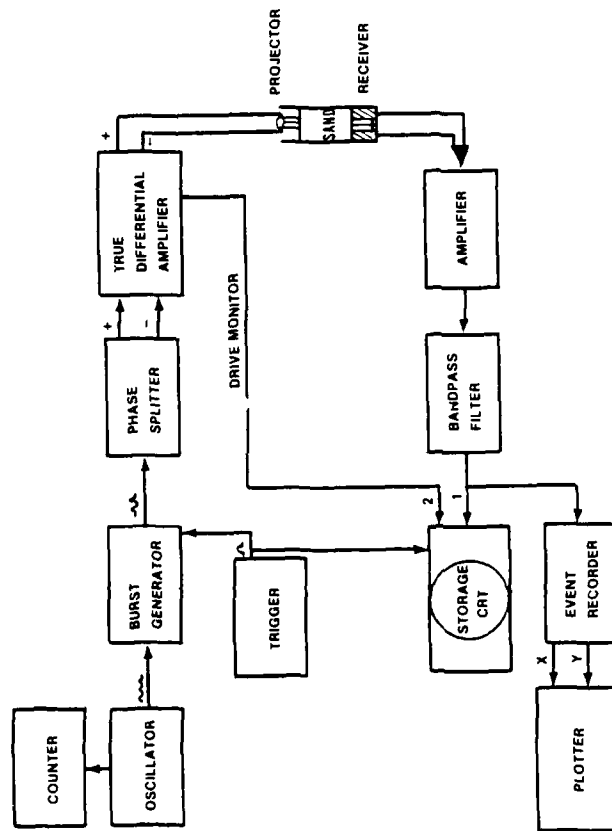 COUNTER
OSCILLATOR
BURST
GENERATOR
PHASE
SPLITTER
+
−
TRUE
DIFFERENTIAL
AMPLIFIER
+
−
PROJECTOR
SAND
RECEIVER
DRIVE MONITOR
TRIGGER
AMPLIFIER
BANDPASS
FILTER
2
1
STORAGE
CRT
EVENT
RECORDER
X
Y
PLOTTER